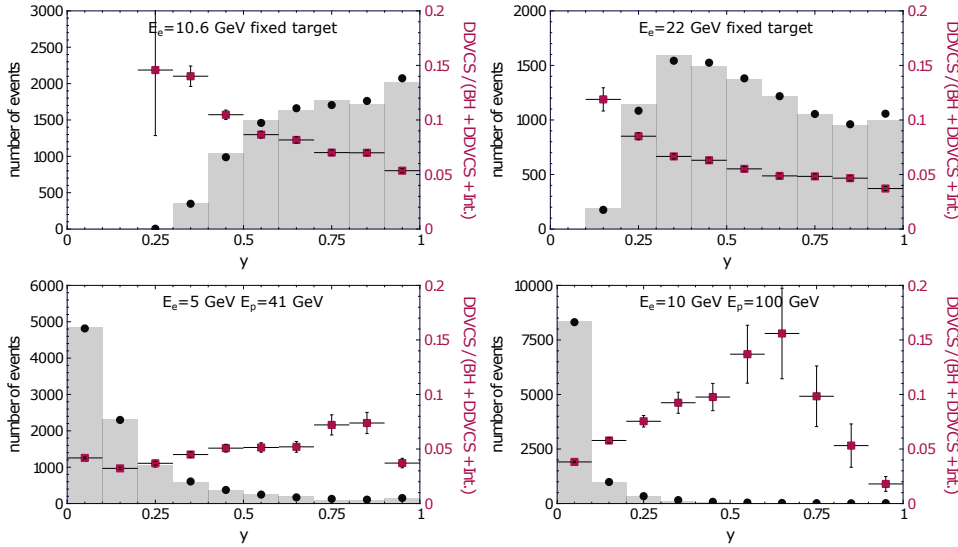 E_e=10.6 GeV fixed target
number of events
3000
2500
2000
1500
1000
500
0
0.2
0.15
0.1
0.05
0
DDVCS/(BH + DDVCS + Int.)
0 0.25 0.5 0.75 1
y
E_e=22 GeV fixed target
number of events
2000
1500
1000
500
0
0.2
0.15
0.1
0.05
0
DDVCS/(BH + DDVCS + Int.)
0 0.25 0.5 0.75 1
y
E_e=5 GeV E_p=41 GeV
number of events
6000
5000
4000
3000
2000
1000
0
0.2
0.15
0.1
0.05
0
DDVCS/(BH + DDVCS + Int.)
0 0.25 0.5 0.75 1
y
E_e=10 GeV E_p=100 GeV
number of events
10000
7500
5000
2500
0
0.2
0.15
0.1
0.05
0
DDVCS/(BH + DDVCS + Int.)
0 0.25 0.5 0.75 1
y